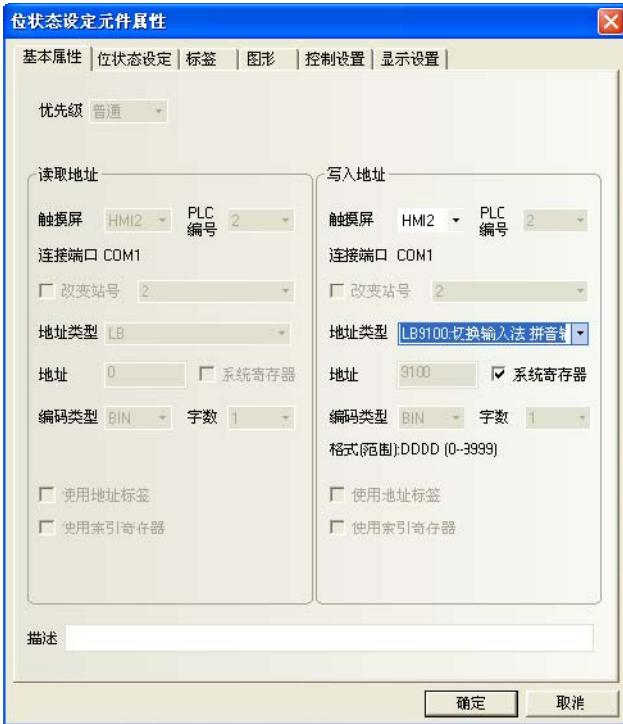 位状态设定元件属性
基本属性 位状态设定 标签 图形 控制设置 显示设置
优先级 普通
读取地址
触摸屏 HMI2 PLC编号 2
连接端口 COM1
改变站号 2
地址类型 LB
地址 0 系统寄存器
编码类型 BIN 字数 1
使用地址标签
使用索引寄存器
写入地址
触摸屏 HMI2 PLC编号 2
连接端口 COM1
改变站号 2
地址类型 LB9100:切换输入法 拼音
地址 9100 系统寄存器
编码类型 BIN 字数 1
格式(范围):DDDD (0--9999)
使用地址标签
使用索引寄存器
描述
确定 取消